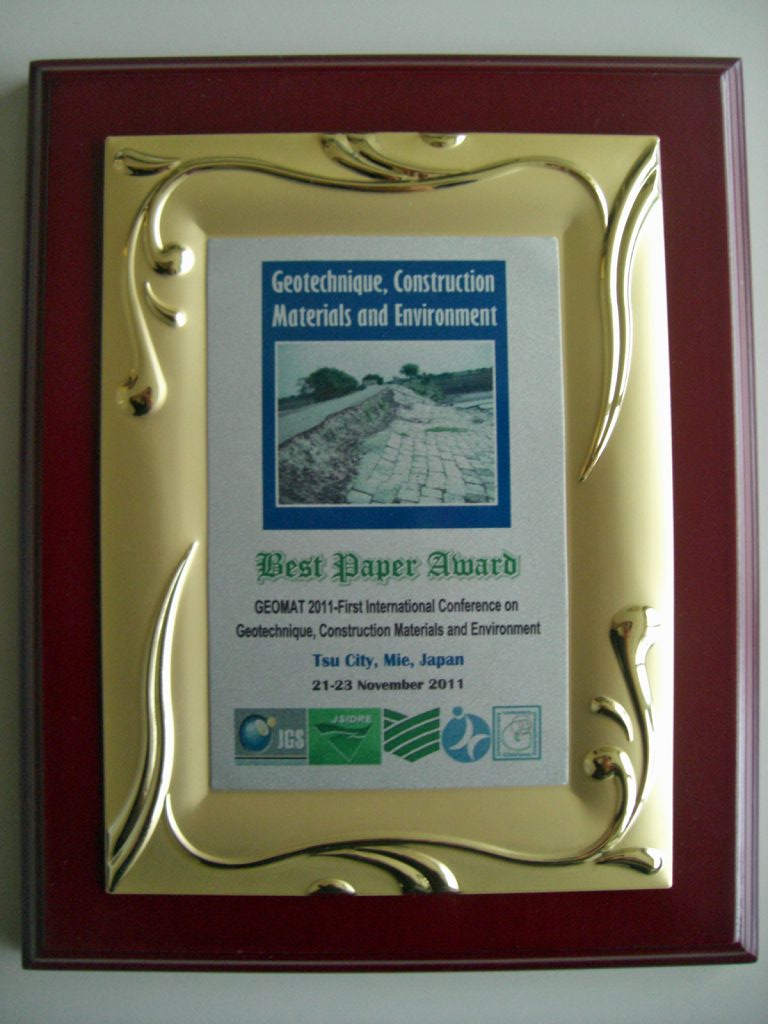 Geotechnique, Construction
Materials and Environment
Best Paper Award
GEOMAT 2011-First International Conference on
Geotechnique, Construction Materials and Environment
Tsu City, Mie, Japan
21-23 November 2011
JGS
JSIDRE